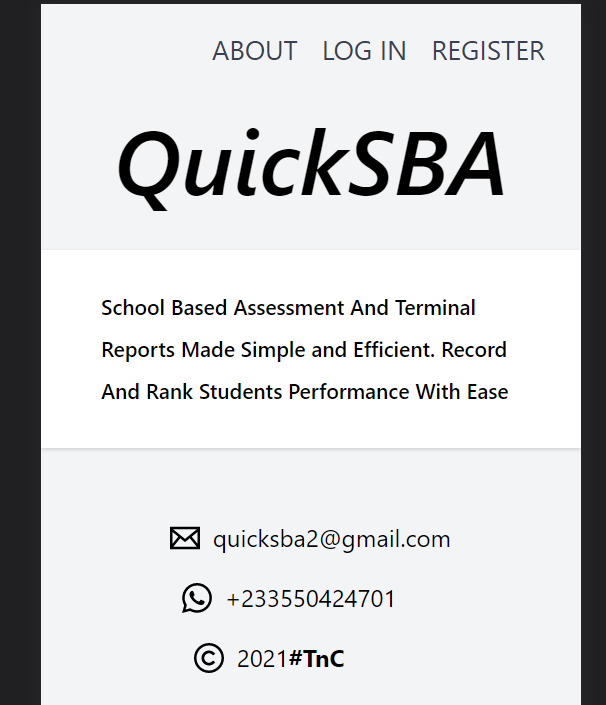 ABOUT LOG IN REGISTER
QuickSBA
School Based Assessment And Terminal
Reports Made Simple and Efficient. Record
And Rank Students Performance With Ease
quicksba2@gmail.com
+233550424701
© 2021#TnC